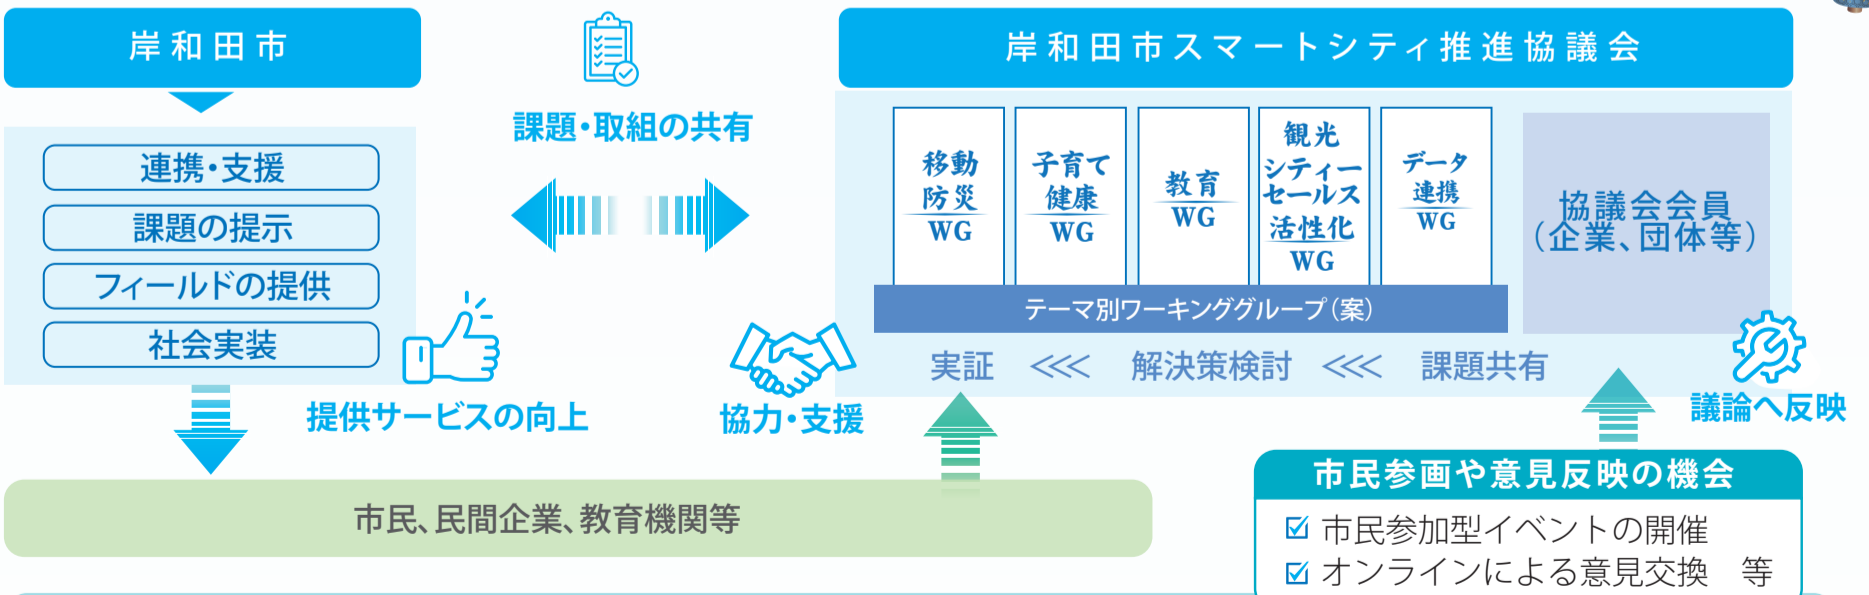 岸和田市
連携・支援
課題の提示
フィールドの提供
社会実装
課題・取組の共有
提供サービスの向上
協力・支援
岸和田市スマートシティ推進協議会
移動
防災
WG
子育て
健康
WG
教育
WG
観光
シティー
セールス
活性化
WG
データ
連携
WG
テーマ別ワーキンググループ（案）
協議会会員
（企業、団体等）
実証 <<< 解決策検討 <<< 課題共有
議論へ反映
市民、民間企業、教育機関等
市民参画や意見反映の機会
市民参加型イベントの開催
オンラインによる意見交換　等